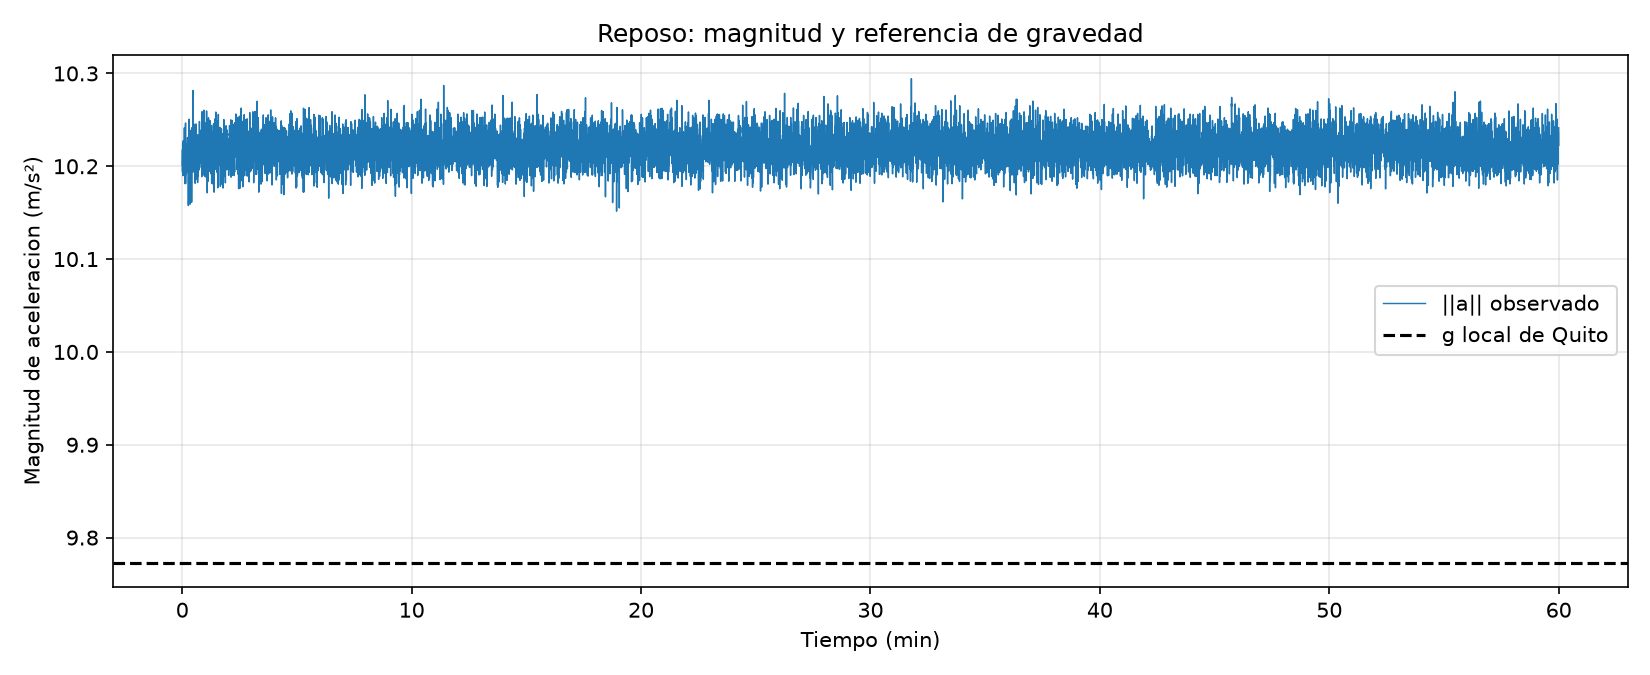 Reposo: magnitud y referencia de gravedad
Magnitud de aceleracion (m/s²)
10.3
10.2
10.1
10.0
9.9
9.8
||a|| observado
g local de Quito
0 10 20 30 40 50 60
Tiempo (min)